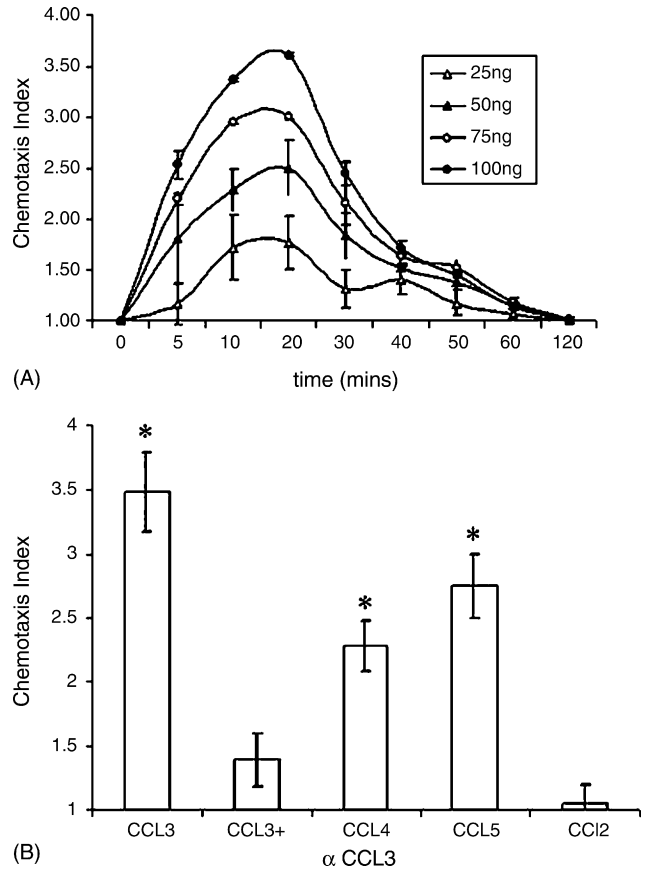 4.00
3.50
3.00
2.50
2.00
1.50
1.00
Chemotaxis Index
25ng
50ng
75ng
100ng
0 5 10 20 30 40 50 60 120
time (mins)
(A)
4
3.5
3
2.5
2
1.5
1
Chemotaxis Index
* * *
CCL3 CCL3+ CCL4 CCL5 CCl2
α CCL3
(B)